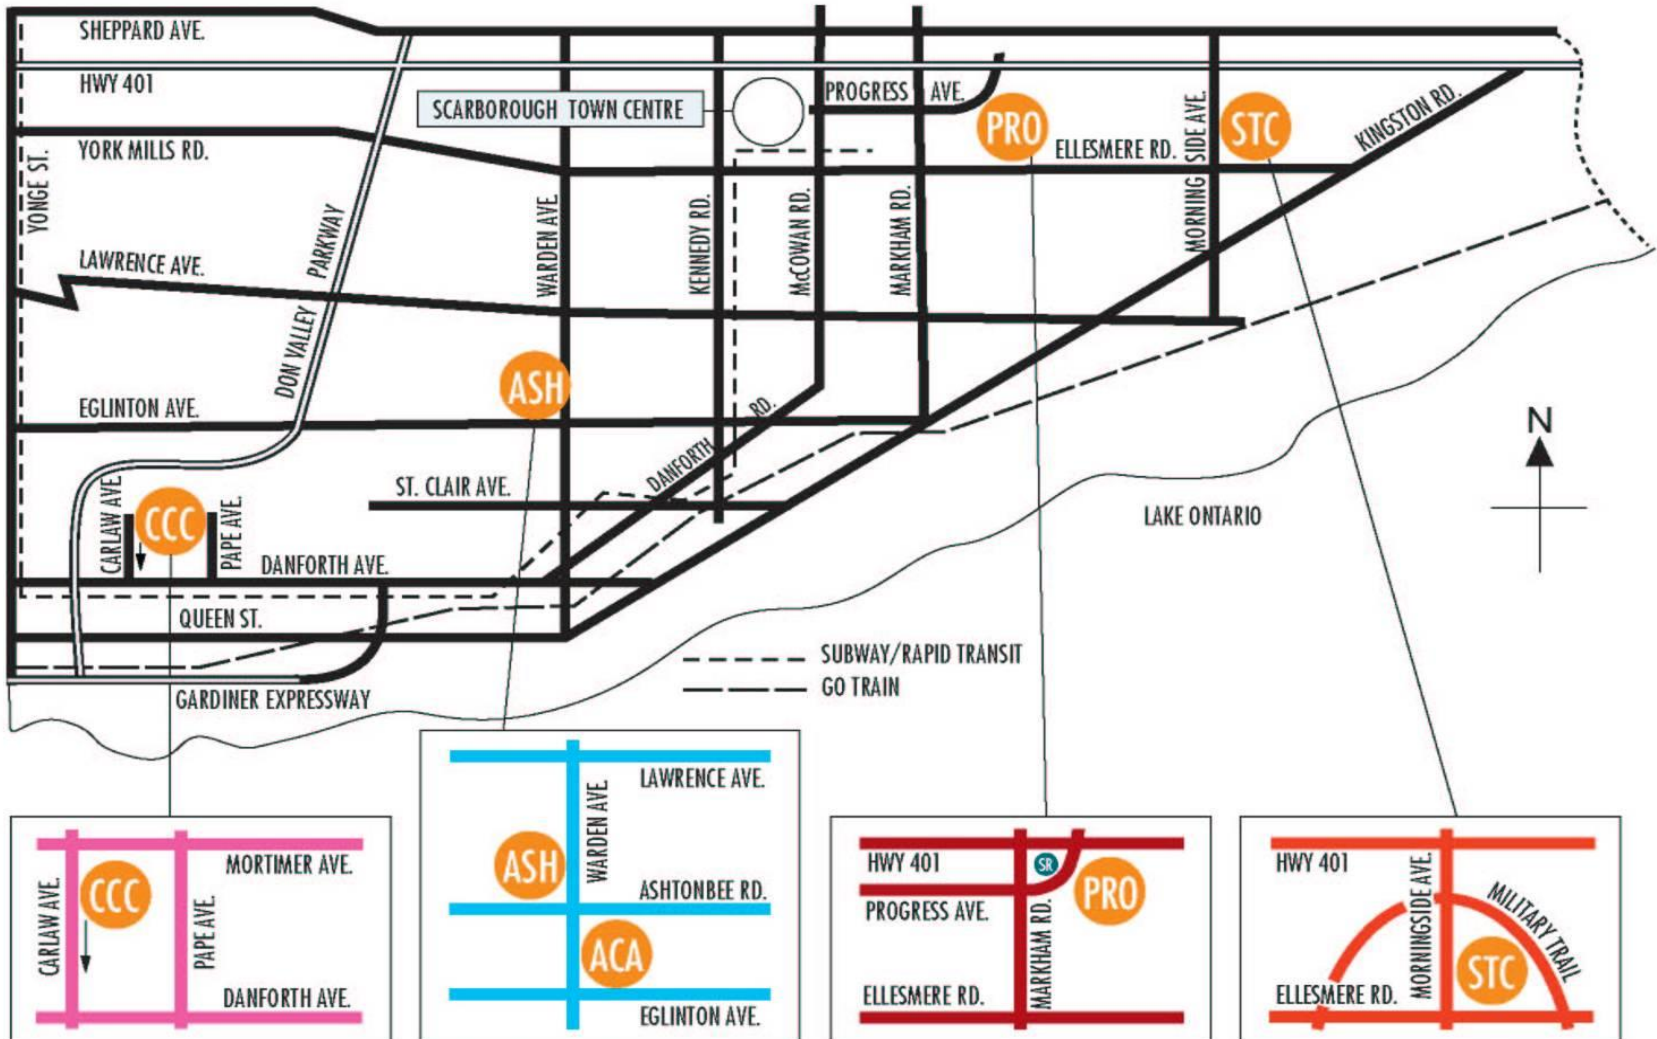 SHEPPARD AVE.
HWY 401
SCARBOROUGH TOWN CENTRE
PROGRESS AVE.
PRO
STC
KINGSTON RD.
YORK MILLS RD.
ELLESMERE RD.
MORNING SIDE AVE.
YONGE ST.
DON VALLEY PARKWAY
WARDEN AVE.
KENNEDY RD.
McCOWAN RD.
MARKHAM RD.
LAWRENCE AVE.
ASH
EGLINTON AVE.
DANFORTH RD.
N
ST. CLAIR AVE.
CARLAW AVE.
CCC
PAPE AVE.
LAKE ONTARIO
DANFORTH AVE.
QUEEN ST.
SUBWAY/RAPID TRANSIT
GO TRAIN
GARDINER EXPRESSWAY
MORTIMER AVE.
CCC
CARLAW AVE.
PAPE AVE.
DANFORTH AVE.
LAWRENCE AVE.
WARDEN AVE.
ASH
ASHTONBEE RD.
ACA
EGLINTON AVE.
HWY 401
SR
PRO
PROGRESS AVE.
MARKHAM RD.
ELLESMERE RD.
HWY 401
MORNINGSIDE AVE.
MILITARY TRAIL
STC
ELLESMERE RD.